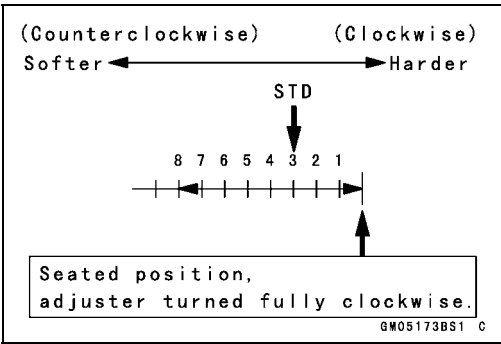 (Counterclockwise) (Clockwise)
Softer Harder
STD
8 7 6 5 4 3 2 1
Seated position,
adjuster turned fully clockwise.
GM05173BS1 C